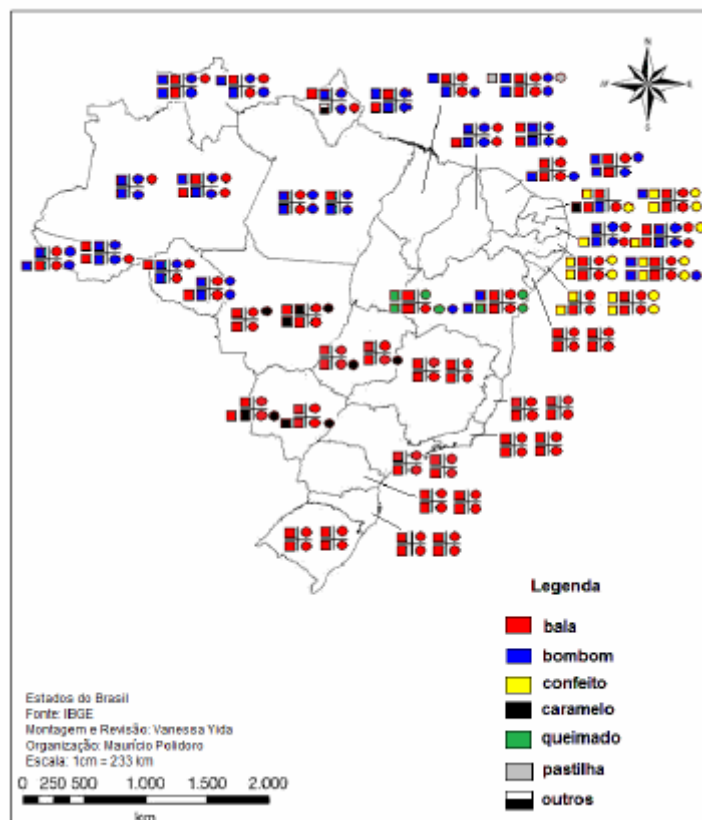 N
W
E
S
Legenda
bala
bombom
confeito
caramelo
queimado
pastilha
outros
Estados do Brasil
Fonte: IBGE
Montagem e Revisão: Vanessa Yida
Organização: Maurício Polidoro
Escala: 1cm = 233 km
0 250 500 1.000 1.500 2.000
km